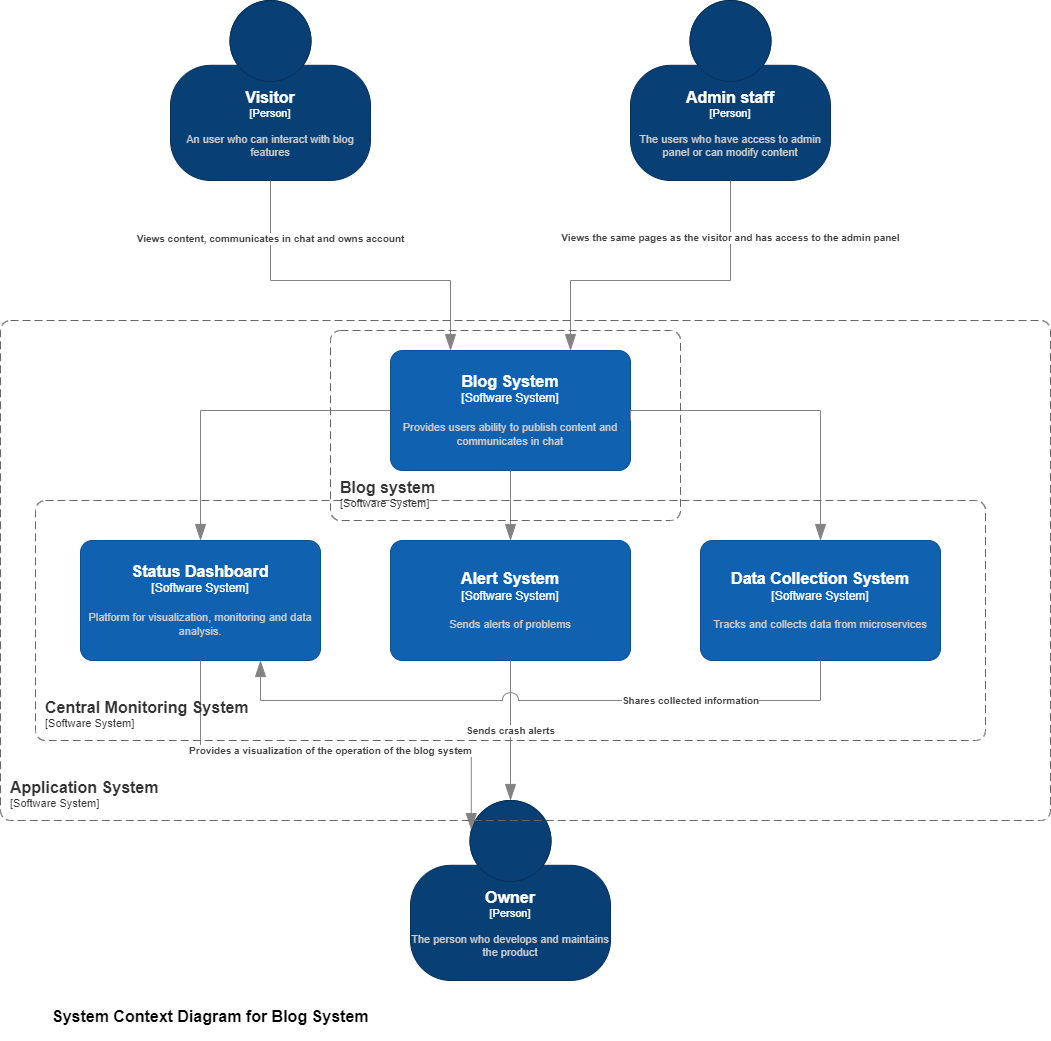 Visitor
[Person]
An user who can interact with blog
features
Admin staff
[Person]
The users who have access to admin
panel or can modify content
Views content, communicates in chat and owns account
Views the same pages as the visitor and has access to the admin panel
Blog System
[Software System]
Provides users ability to publish content and
communicates in chat
Blog system
[Software System]
Status Dashboard
[Software System]
Platform for visualization, monitoring and data
analysis.
Alert System
[Software System]
Sends alerts of problems
Data Collection System
[Software System]
Tracks and collects data from microservices
Shares collected information
Central Monitoring System
[Software System]
Sends crash alerts
Provides a visualization of the operation of the blog system
Application System
[Software System]
Owner
[Person]
The person who develops and maintains
the product
System Context Diagram for Blog System